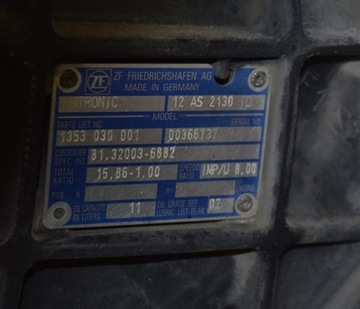 ZF FRIEDRICHSHAFEN AG
ZF MADE IN GERMANY
12 AS 2130 TD
MODEL
PARTS LIST NO. SERIAL NO.
1353 030 001 00366737
CUSTOMER SPEC. NO. 81.32003-6882
TOTAL RATIO 15,86-1,00 SPEEDO RATIO IMP/U 8,00
ENGINE
OIL CAPACITY IN LITERS 11 OIL GRADE SEE LUBRIC. LIST TE-ML 02